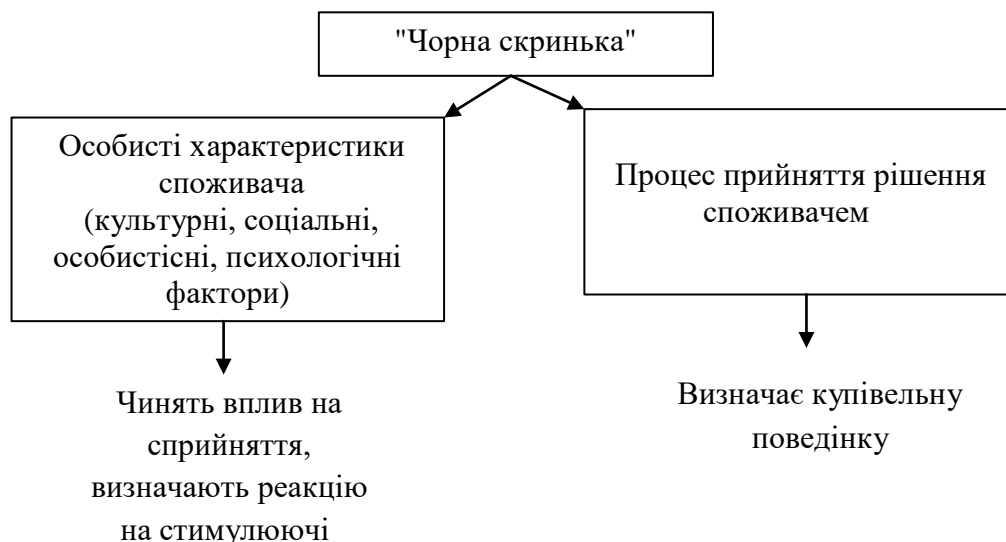 "Чорна скринька"
Особисті характеристики
споживача
(культурні, соціальні,
особистісні, психологічні
фактори)
Процес прийняття рішення
споживачем
Чинять вплив на
сприйняття,
визначають реакцію
на стимулюючі
Визначає купівельну
поведінку